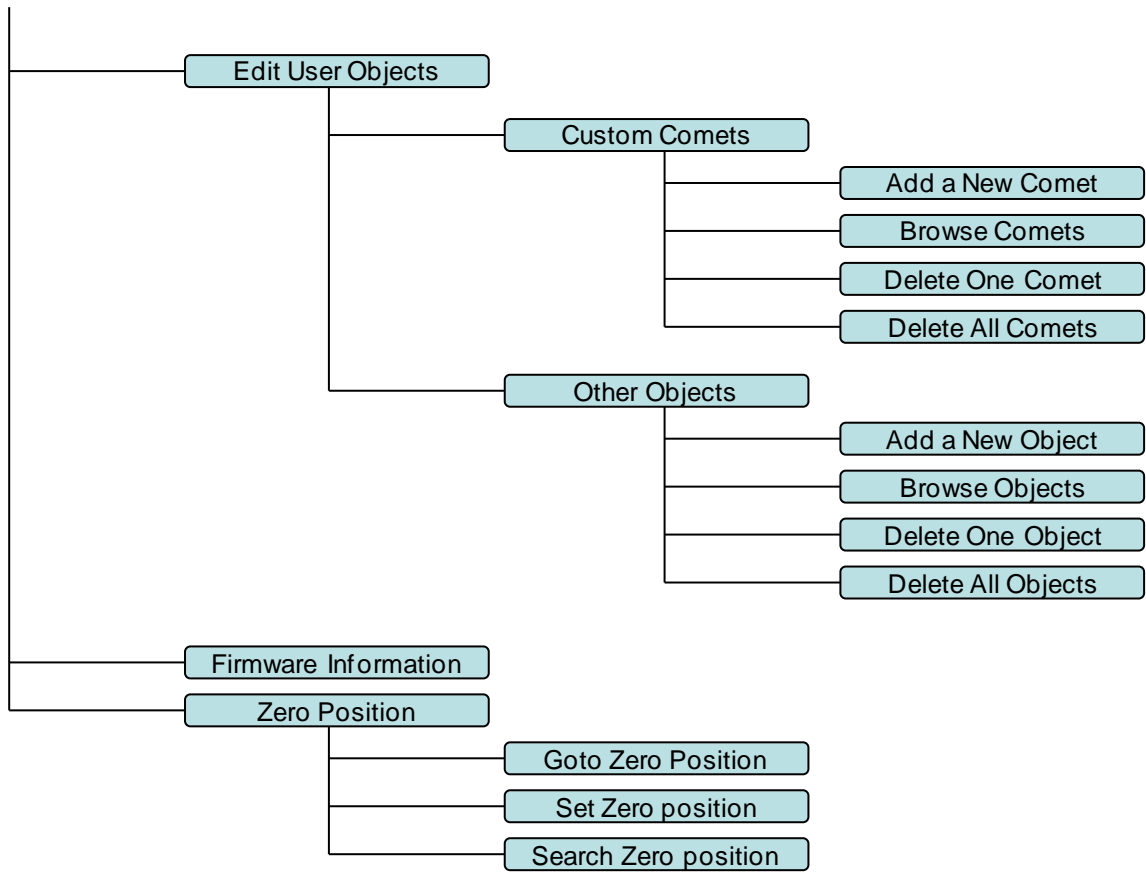 Edit User Objects
Custom Comets
Add a New Comet
Browse Comets
Delete One Comet
Delete All Comets
Other Objects
Add a New Object
Browse Objects
Delete One Object
Delete All Objects
Firmware Information
Zero Position
Goto Zero Position
Set Zero position
Search Zero position